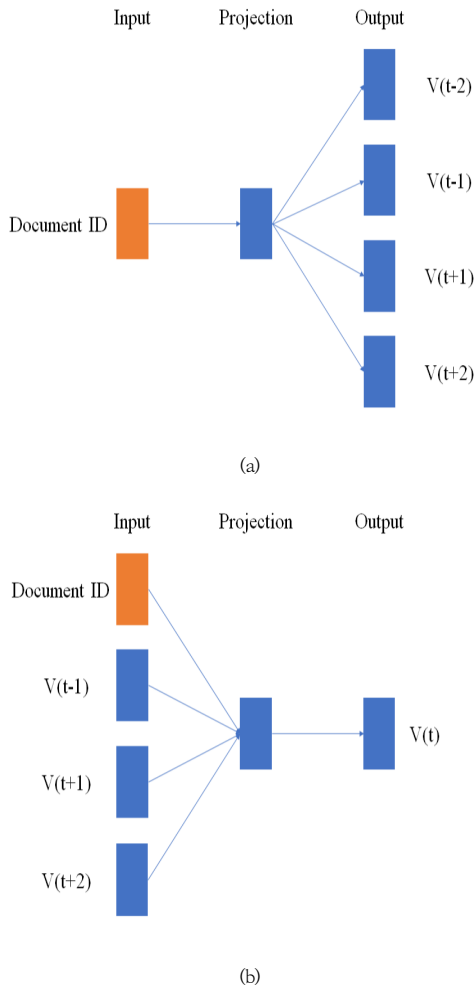 Input Projection Output
V(t-2)
V(t-1)
Document ID
V(t+1)
V(t+2)
(a)
Input Projection Output
Document ID
V(t-1)
V(t)
V(t+1)
V(t+2)
(b)